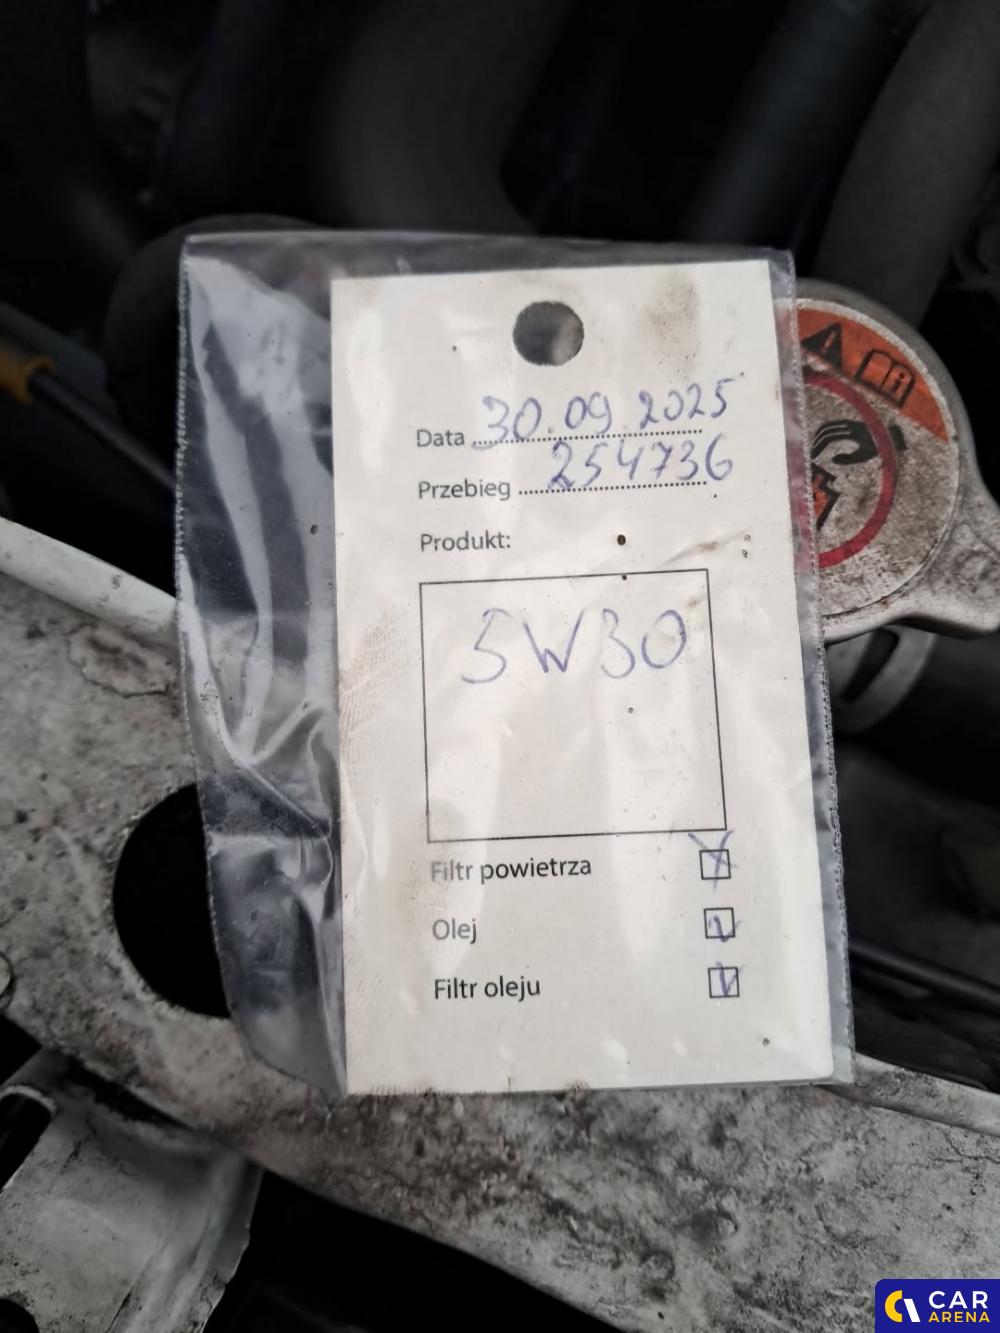 Data 30.09.2025
Przebieg 254736
Produkt:
5W30
Filtr powietrza
Olej
Filtr oleju
CAR
ARENA